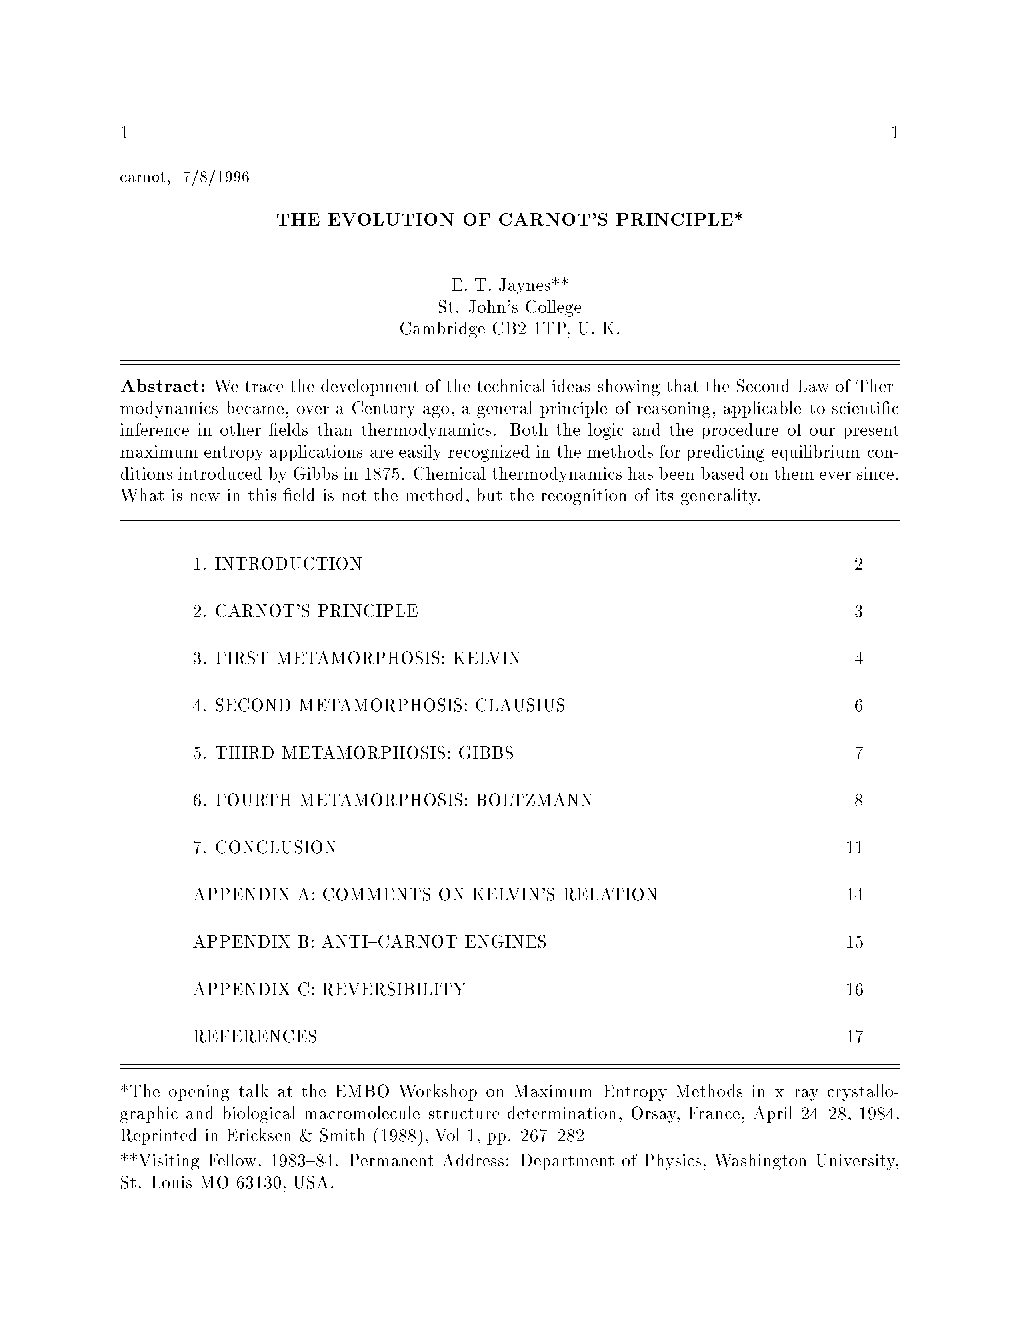 1 1
carnot, 7/8/1996
THE EVOLUTION OF CARNOT'S PRINCIPLE*
E. T. Jaynes**
St. John's College
Cambridge CB2 1TP, U. K.
Abstract: We trace the development of the technical ideas showing that the Second Law of Ther
modynamics became, over a Century ago, a general principle of reasoning, applicable to scientific
inference in other fields than thermodynamics. Both the logic and the procedure of our present
maximum entropy applications are easily recognized in the methods for predicting equilibrium con-
ditions introduced by Gibbs in 1875. Chemical thermodynamics has been based on them ever since.
What is new in this field is not the method, but the recognition of its generality.
1. INTRODUCTION 2
2. CARNOT'S PRINCIPLE 3
3. FIRST METAMORPHOSIS: KELVIN 4
4. SECOND METAMORPHOSIS: CLAUSIUS 6
5. THIRD METAMORPHOSIS: GIBBS 7
6. FOURTH METAMORPHOSIS: BOLTZMANN 8
7. CONCLUSION 11
APPENDIX A: COMMENTS ON KELVIN'S RELATION 14
APPENDIX B: ANTI–CARNOT ENGINES 15
APPENDIX C: REVERSIBILITY 16
REFERENCES 17
*The opening talk at the EMBO Workshop on Maximum Entropy Methods in x ray crystallo-
graphic and biological macromolecule structure determination, Orsay, France, April 24 28, 1984.
Reprinted in Ericksen & Smith (1988), Vol 1, pp. 267 282
**Visiting Fellow, 1983–84. Permanent Address: Department of Physics, Washington University,
St. Louis MO 63130, USA.